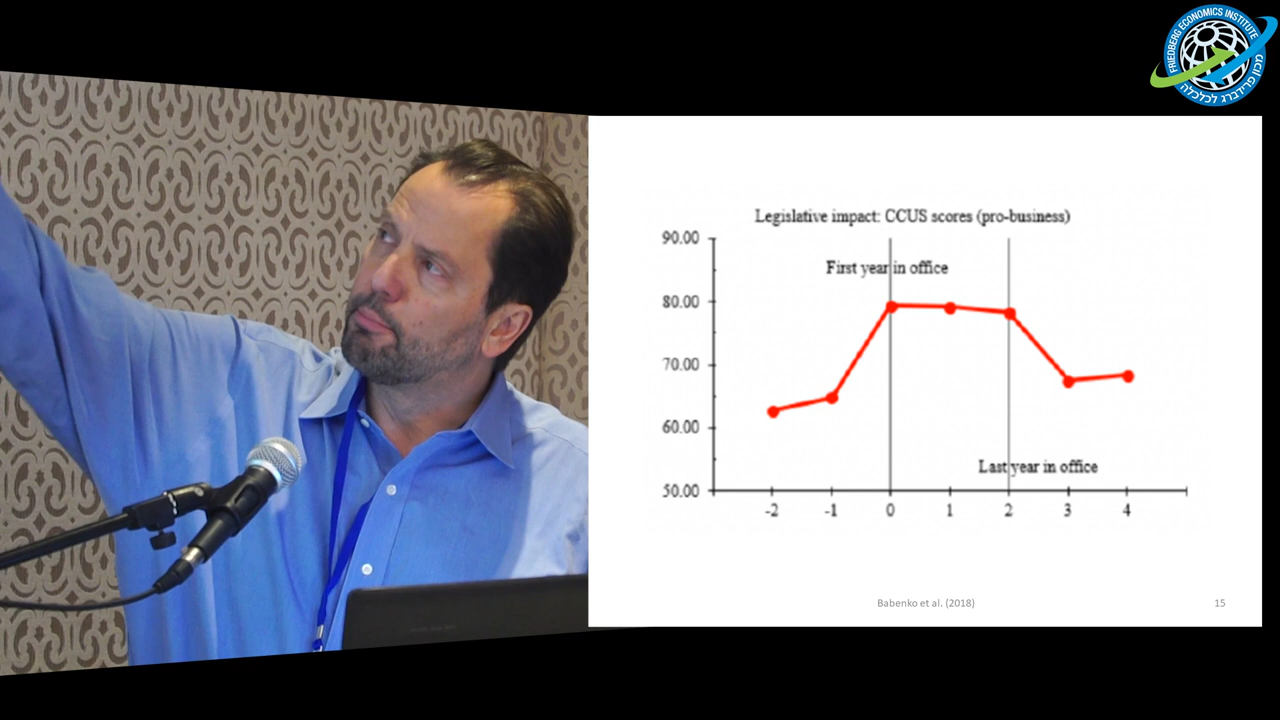 FRIEDBERG ECONOMICS INSTITUTE
מכון פרידברג לכלכלה
Legislative impact: CCUS scores (pro-business)
90.00
First year in office
80.00
70.00
60.00
Last year in office
50.00
-2 -1 0 1 2 3 4
Babenko et al. (2018)
15